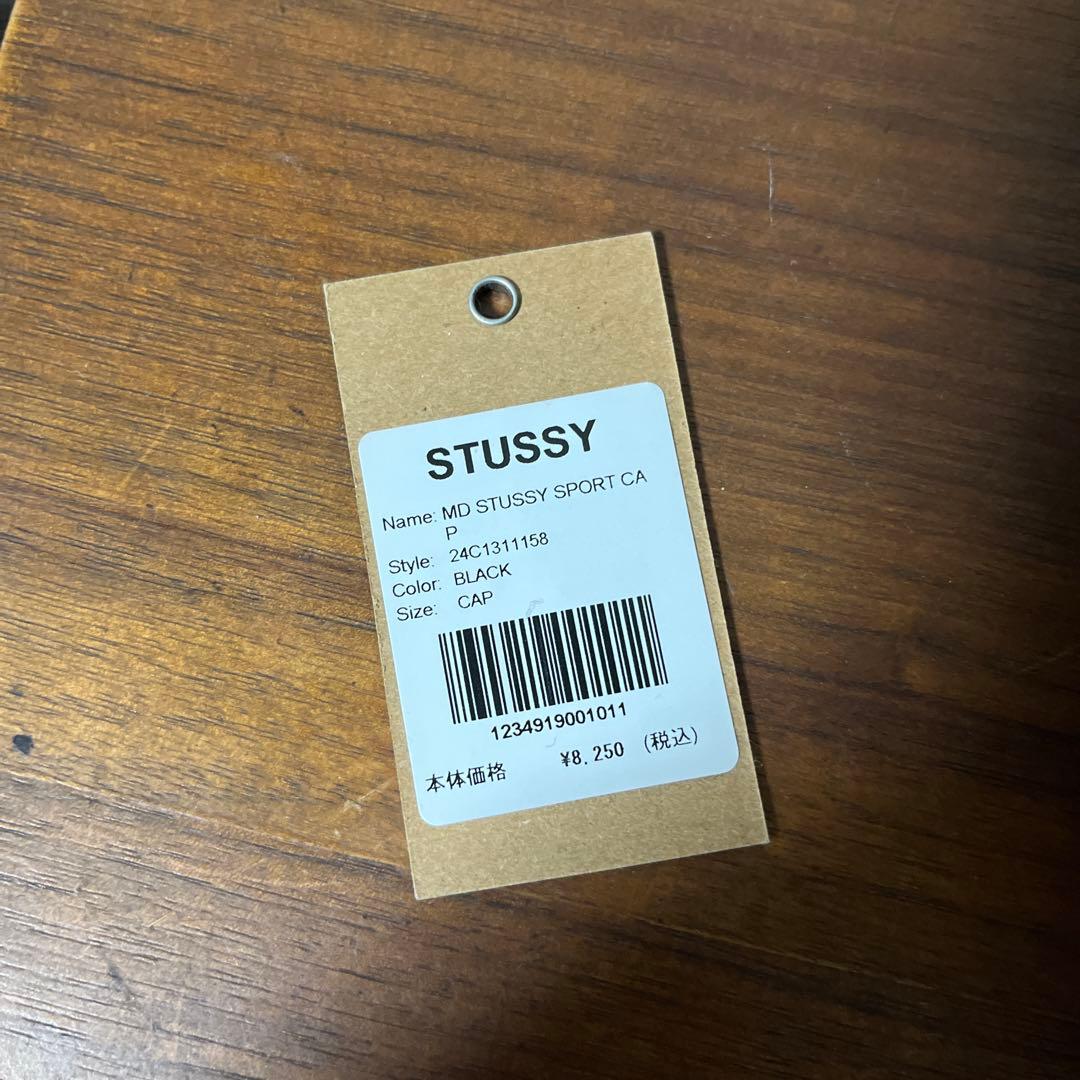 STUSSY
Name: MD STUSSY SPORT CA
P
Style: 24C1311158
Color: BLACK
Size: CAP
1234919001011
本体価格 ¥8,250 (税込)